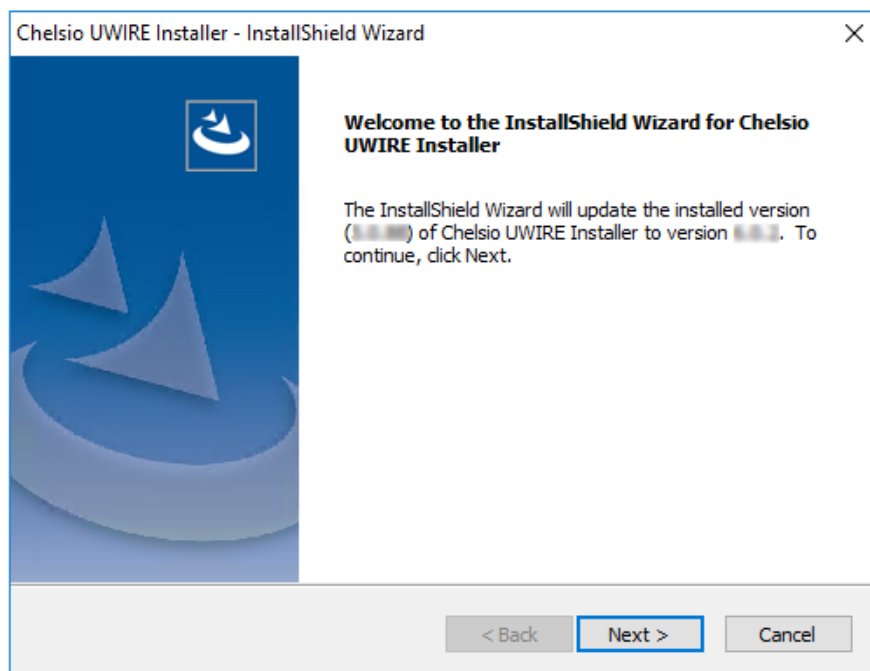 Chelsio UWIRE Installer - InstallShield Wizard
Welcome to the InstallShield Wizard for Chelsio
UWIRE Installer
The InstallShield Wizard will update the installed version
() of Chelsio UWIRE Installer to version . To
continue, click Next.
< Back
Next >
Cancel